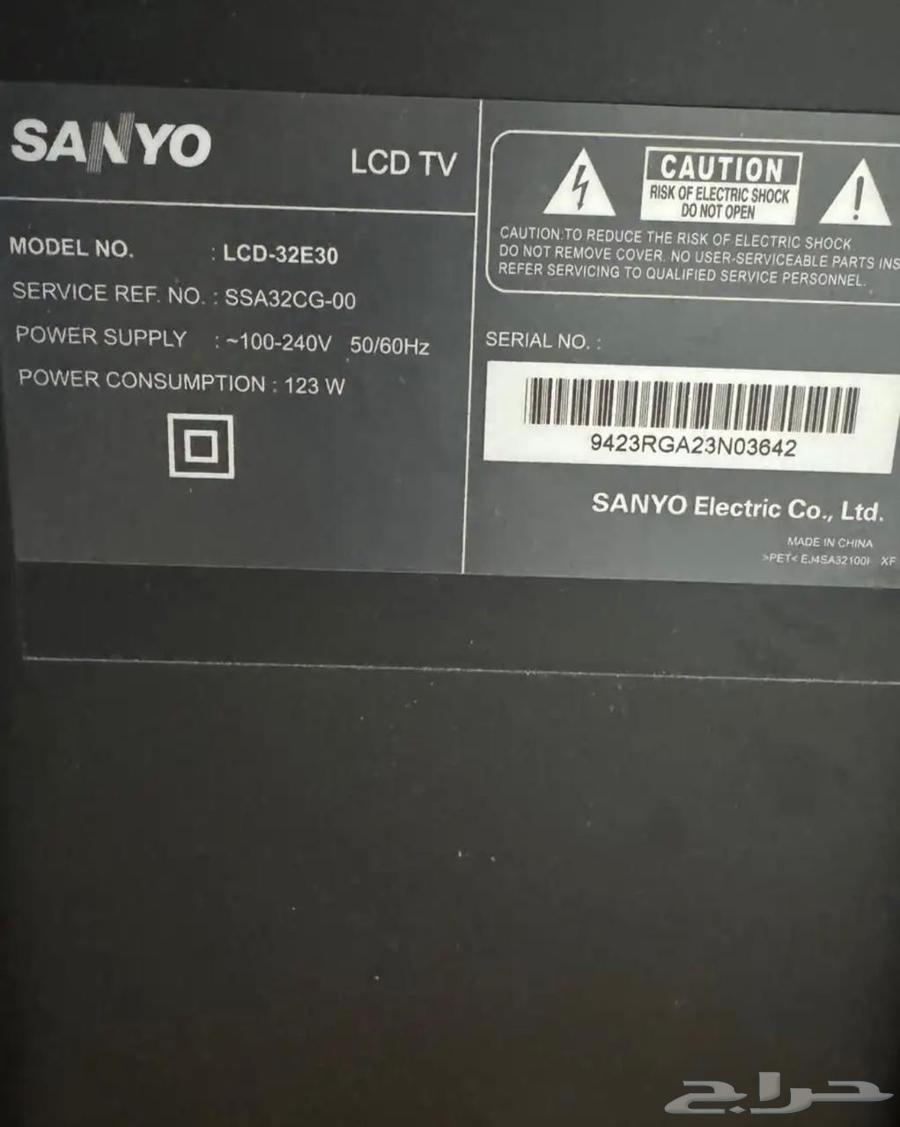 SANYO
LCD TV
MODEL NO. : LCD-32E30
SERVICE REF. NO. : SSA32CG-00
POWER SUPPLY : ~100-240V 50/60Hz
POWER CONSUMPTION : 123 W
CAUTION
RISK OF ELECTRIC SHOCK
DO NOT OPEN
CAUTION:TO REDUCE THE RISK OF ELECTRIC SHOCK
DO NOT REMOVE COVER. NO USER-SERVICEABLE PARTS INS
REFER SERVICING TO QUALIFIED SERVICE PERSONNEL.
SERIAL NO. :
9423RGA23N03642
SANYO Electric Co., Ltd.
MADE IN CHINA
>PET< XF
حراج